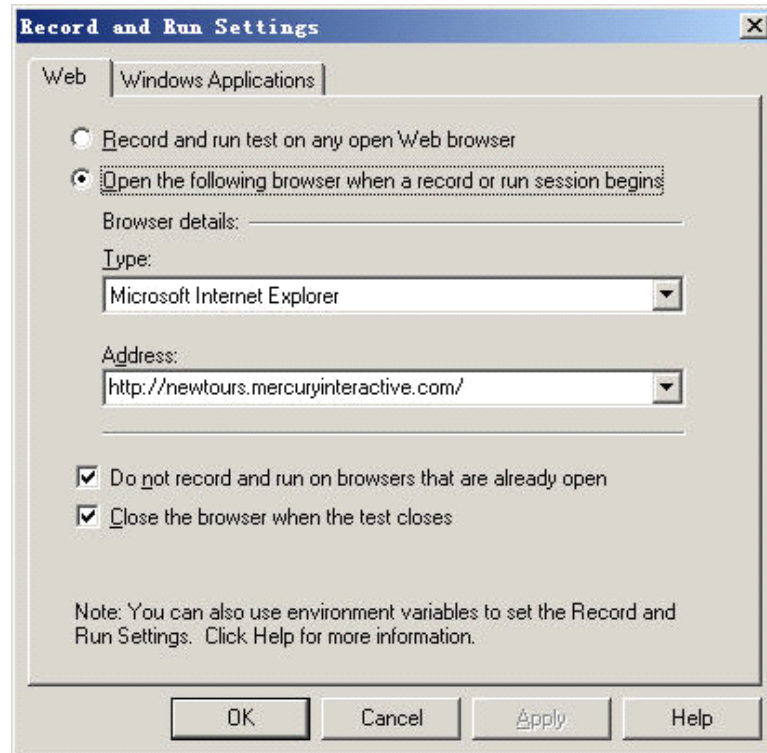 Record and Run Settings
Web
Windows Applications
Record and run test on any open Web browser
Open the following browser when a record or run session begins
Browser details:
Type:
Microsoft Internet Explorer
Address:
http://newtours.mercuryinteractive.com/
Do not record and run on browsers that are already open
Close the browser when the test closes
Note: You can also use environment variables to set the Record and
Run Settings. Click Help for more information.
OK
Cancel
Apply
Help